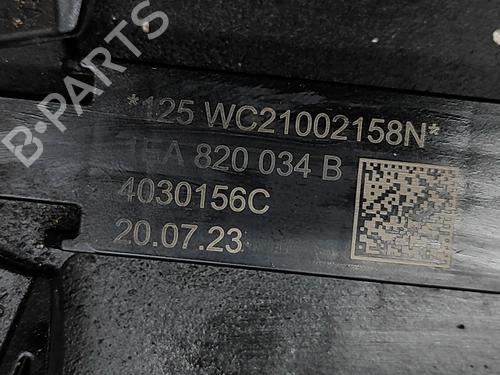 B-PARTS
*125 WC21002158N*
1EA 820 034 B
4030156C
20.07.23